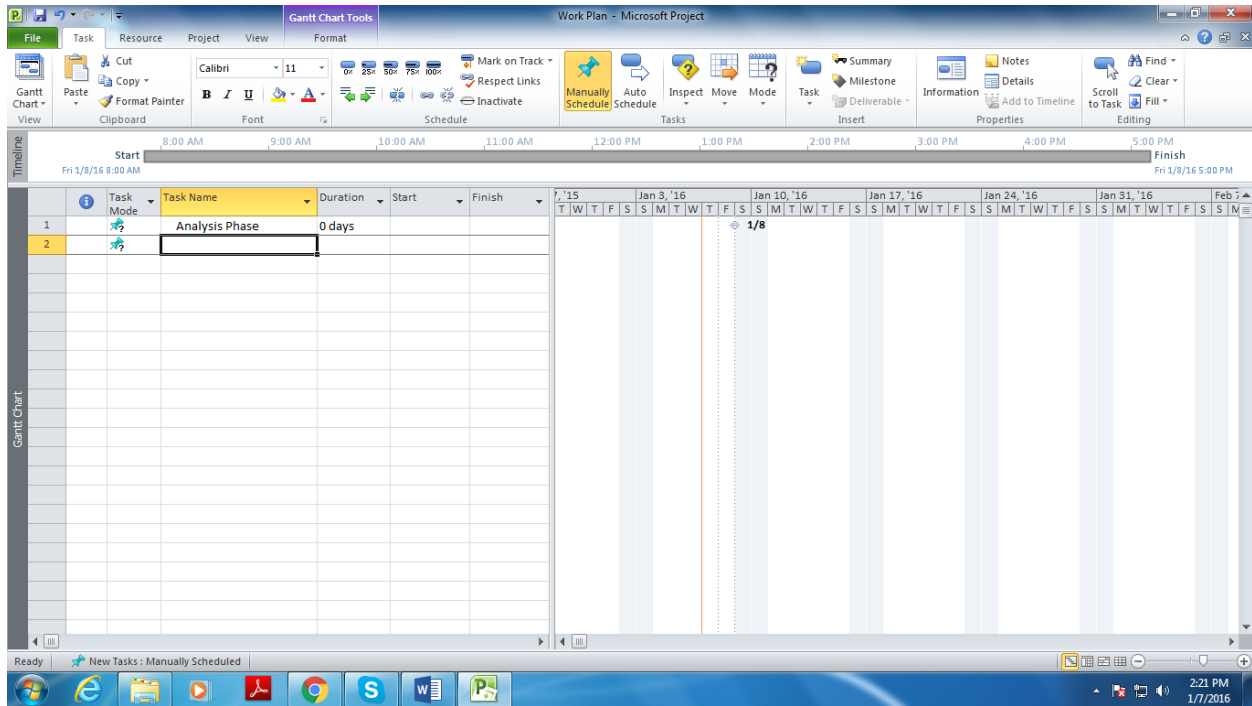 Gantt Chart Tools
Work Plan - Microsoft Project
File Task Resource Project View Format
Gantt Chart
View
Paste
Cut
Copy
Format Painter
Clipboard
Calibri 11
B I U A
Font
0% 25% 50% 75% 100%
Mark on Track
Respect Links
Inactivate
Schedule
Manually Schedule
Auto Schedule
Inspect Move Mode
Tasks
Task
Summary
Milestone
Deliverable
Insert
Information
Notes
Details
Add to Timeline
Properties
Scroll to Task
Find
Clear
Fill
Editing
Timeline
8:00 AM 9:00 AM 10:00 AM 11:00 AM 12:00 PM 1:00 PM 2:00 PM 3:00 PM 4:00 PM 5:00 PM
Start Finish
Fri 1/8/16 8:00 AM Fri 1/8/16 5:00 PM
Task Mode Task Name Duration Start Finish
, '15 Jan 3, '16 Jan 10, '16 Jan 17, '16 Jan 24, '16 Jan 31, '16 Feb 7
T W T F S S M T W T F S S M T W T F S S M T W T F S S M T W T F S S M T W T F S S M
1 Analysis Phase 0 days 1/8
2
Gantt Chart
Ready New Tasks : Manually Scheduled
2:21 PM
1/7/2016